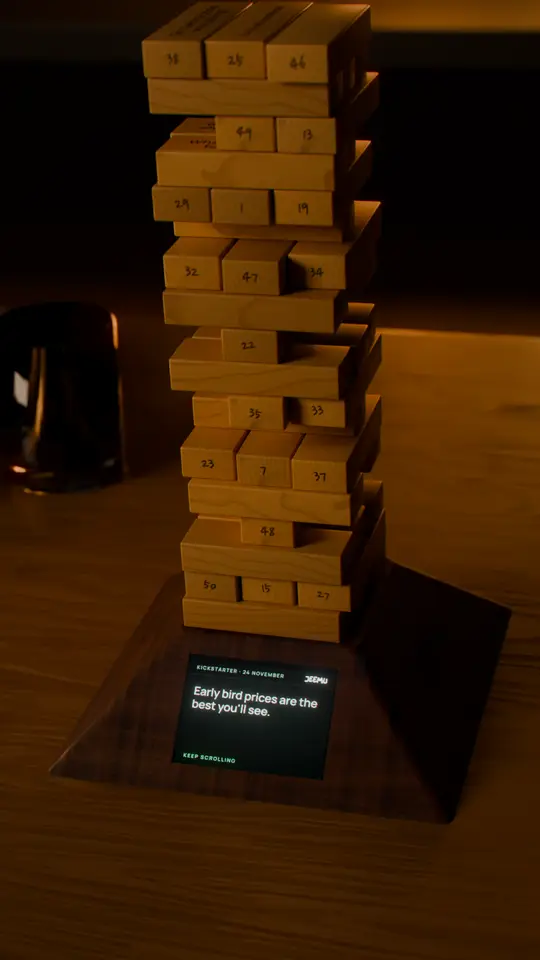 38 25 46
49 13
29 1 19
32 47 34
22
35 33
23 7 37
48
50 15 27
KICKSTARTER · 24 NOVEMBER
JEEMU
Early bird prices are the
best you'll see.
KEEP SCROLLING